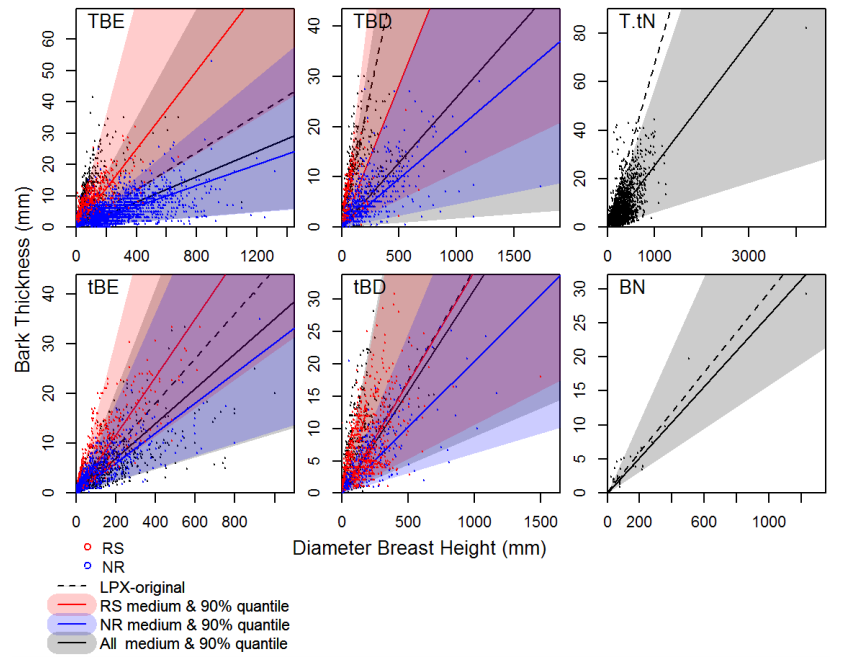 TBE
TBD
T.tN
0 10 20 30 40 50 60
0 400 800 1200
0 10 20 30 40
0 500 1000 1500
0 20 40 60 80
0 1000 3000
Bark Thickness (mm)
tBE
tBD
BN
0 10 20 30 40
0 200 400 600 800
0 5 10 15 20 25 30
0 500 1000 1500
0 5 10 15 20 25 30
0 200 600 1000
Diameter Breast Height (mm)
RS
NR
LPX-original
RS medium & 90% quantile
NR medium & 90% quantile
All medium & 90% quantile